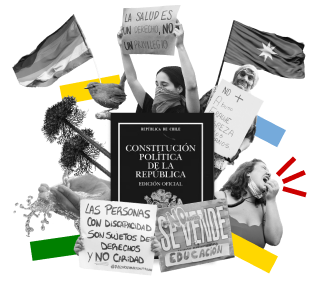 LA SALUD ES
UN DERECHO, NO
UN PRIVILEGIO
NO +
REPÚBLICA DE CHILE
CONSTITUCIÓN
POLÍTICA
DE LA
REPÚBLICA
EDICIÓN OFICIAL
LAS PERSONAS
CON DISCAPACIDAD
SON SUJETOS DE
DERECHOS
Y NO CARIDAD
SE VENDE
EDUCACIÓN